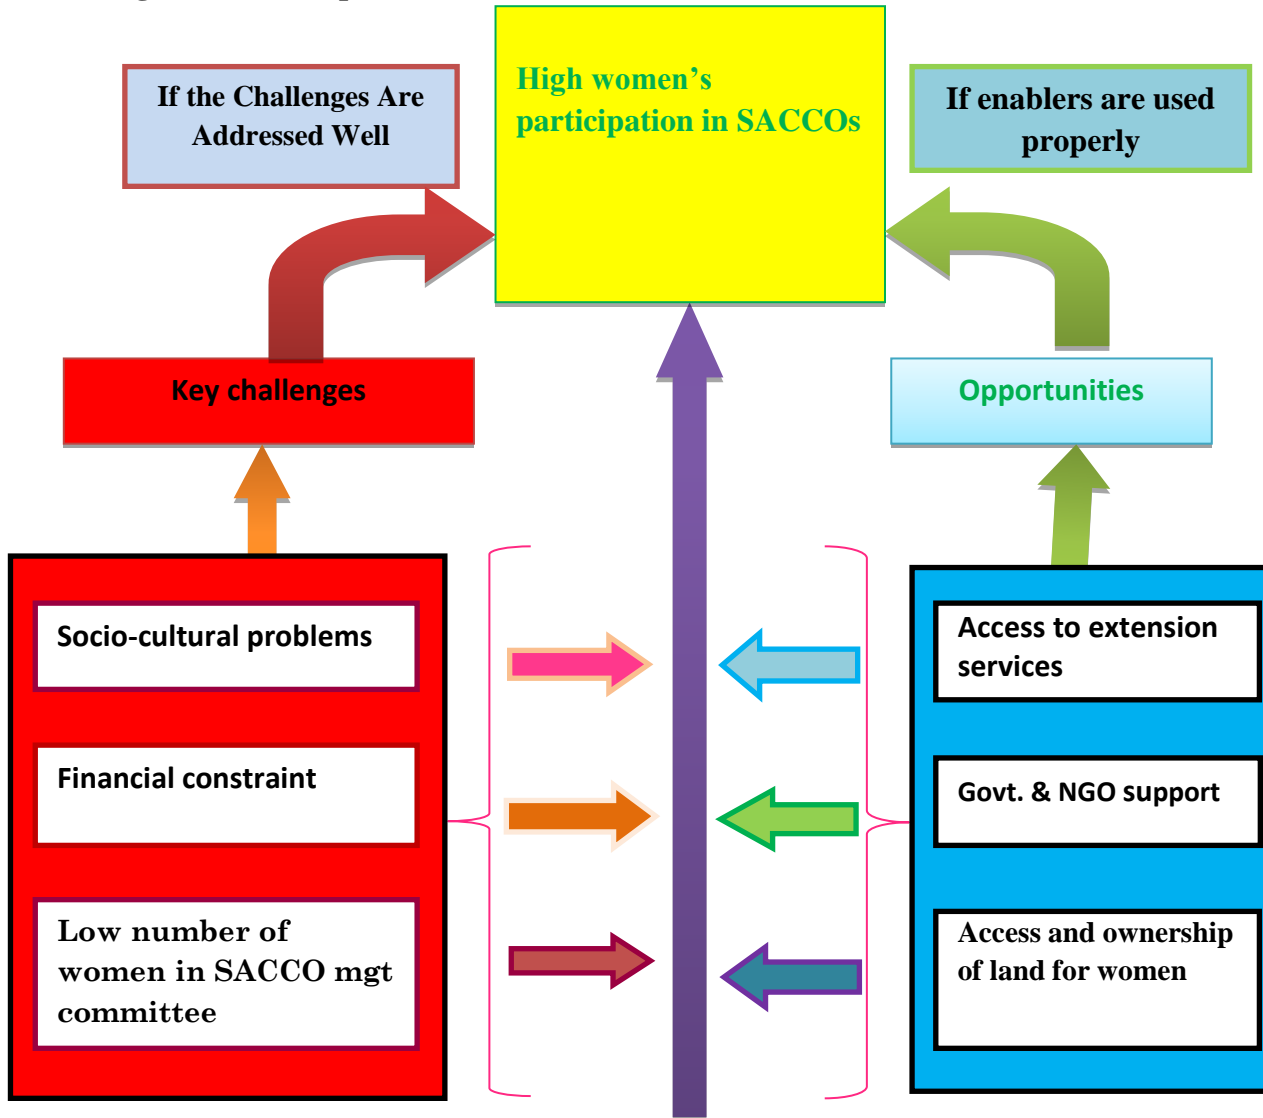 High women's
participation in SACCOs
If the Challenges Are
Addressed Well
If enablers are used
properly
Key challenges
Opportunities
Socio-cultural problems
Financial constraint
Low number of
women in SACCO mgt
committee
Access to extension
services
Govt. & NGO support
Access and ownership
of land for women